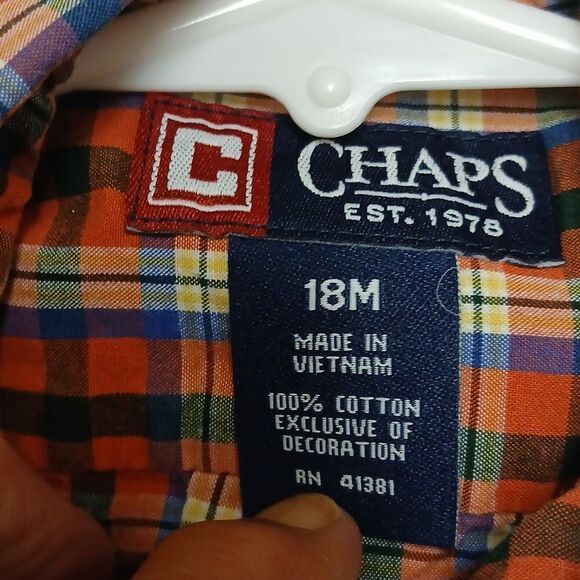 C
CHAPS
EST. 1978
18M
MADE IN
VIETNAM
100% COTTON
EXCLUSIVE OF
DECORATION
RN 41381